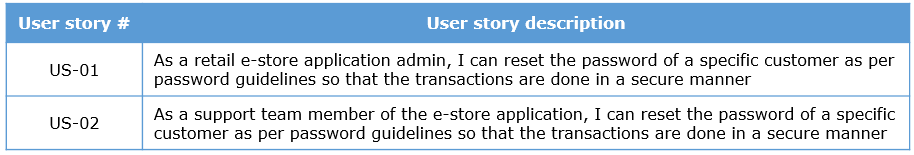 User story # User story description
US-01 As a retail e-store application admin, I can reset the password of a specific customer as per
password guidelines so that the transactions are done in a secure manner
US-02 As a support team member of the e-store application, I can reset the password of a specific
customer as per password guidelines so that the transactions are done in a secure manner